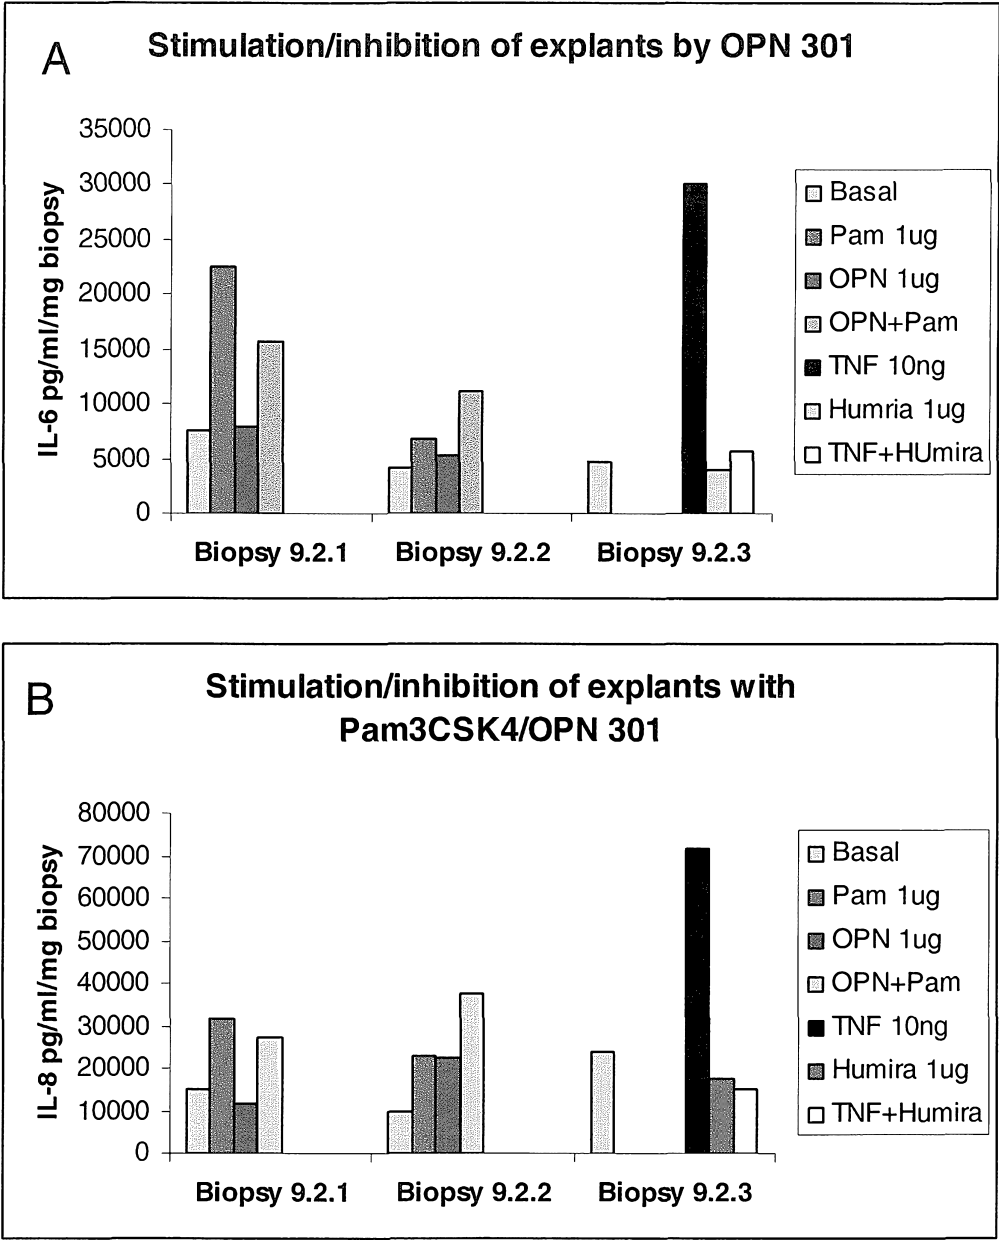 A
Stimulation/inhibition of explants by OPN 301
IL-6 pg/ml/mg biopsy
35000
30000
25000
20000
15000
10000
5000
0
Biopsy 9.2.1
Biopsy 9.2.2
Biopsy 9.2.3
Basal
Pam 1ug
OPN 1ug
OPN+Pam
TNF 10ng
Humria 1ug
TNF+HUmira
B
Stimulation/inhibition of explants with
Pam3CSK4/OPN 301
IL-8 pg/ml/mg biopsy
80000
70000
60000
50000
40000
30000
20000
10000
0
Biopsy 9.2.1
Biopsy 9.2.2
Biopsy 9.2.3
Basal
Pam 1ug
OPN 1ug
OPN+Pam
TNF 10ng
Humira 1ug
TNF+Humira